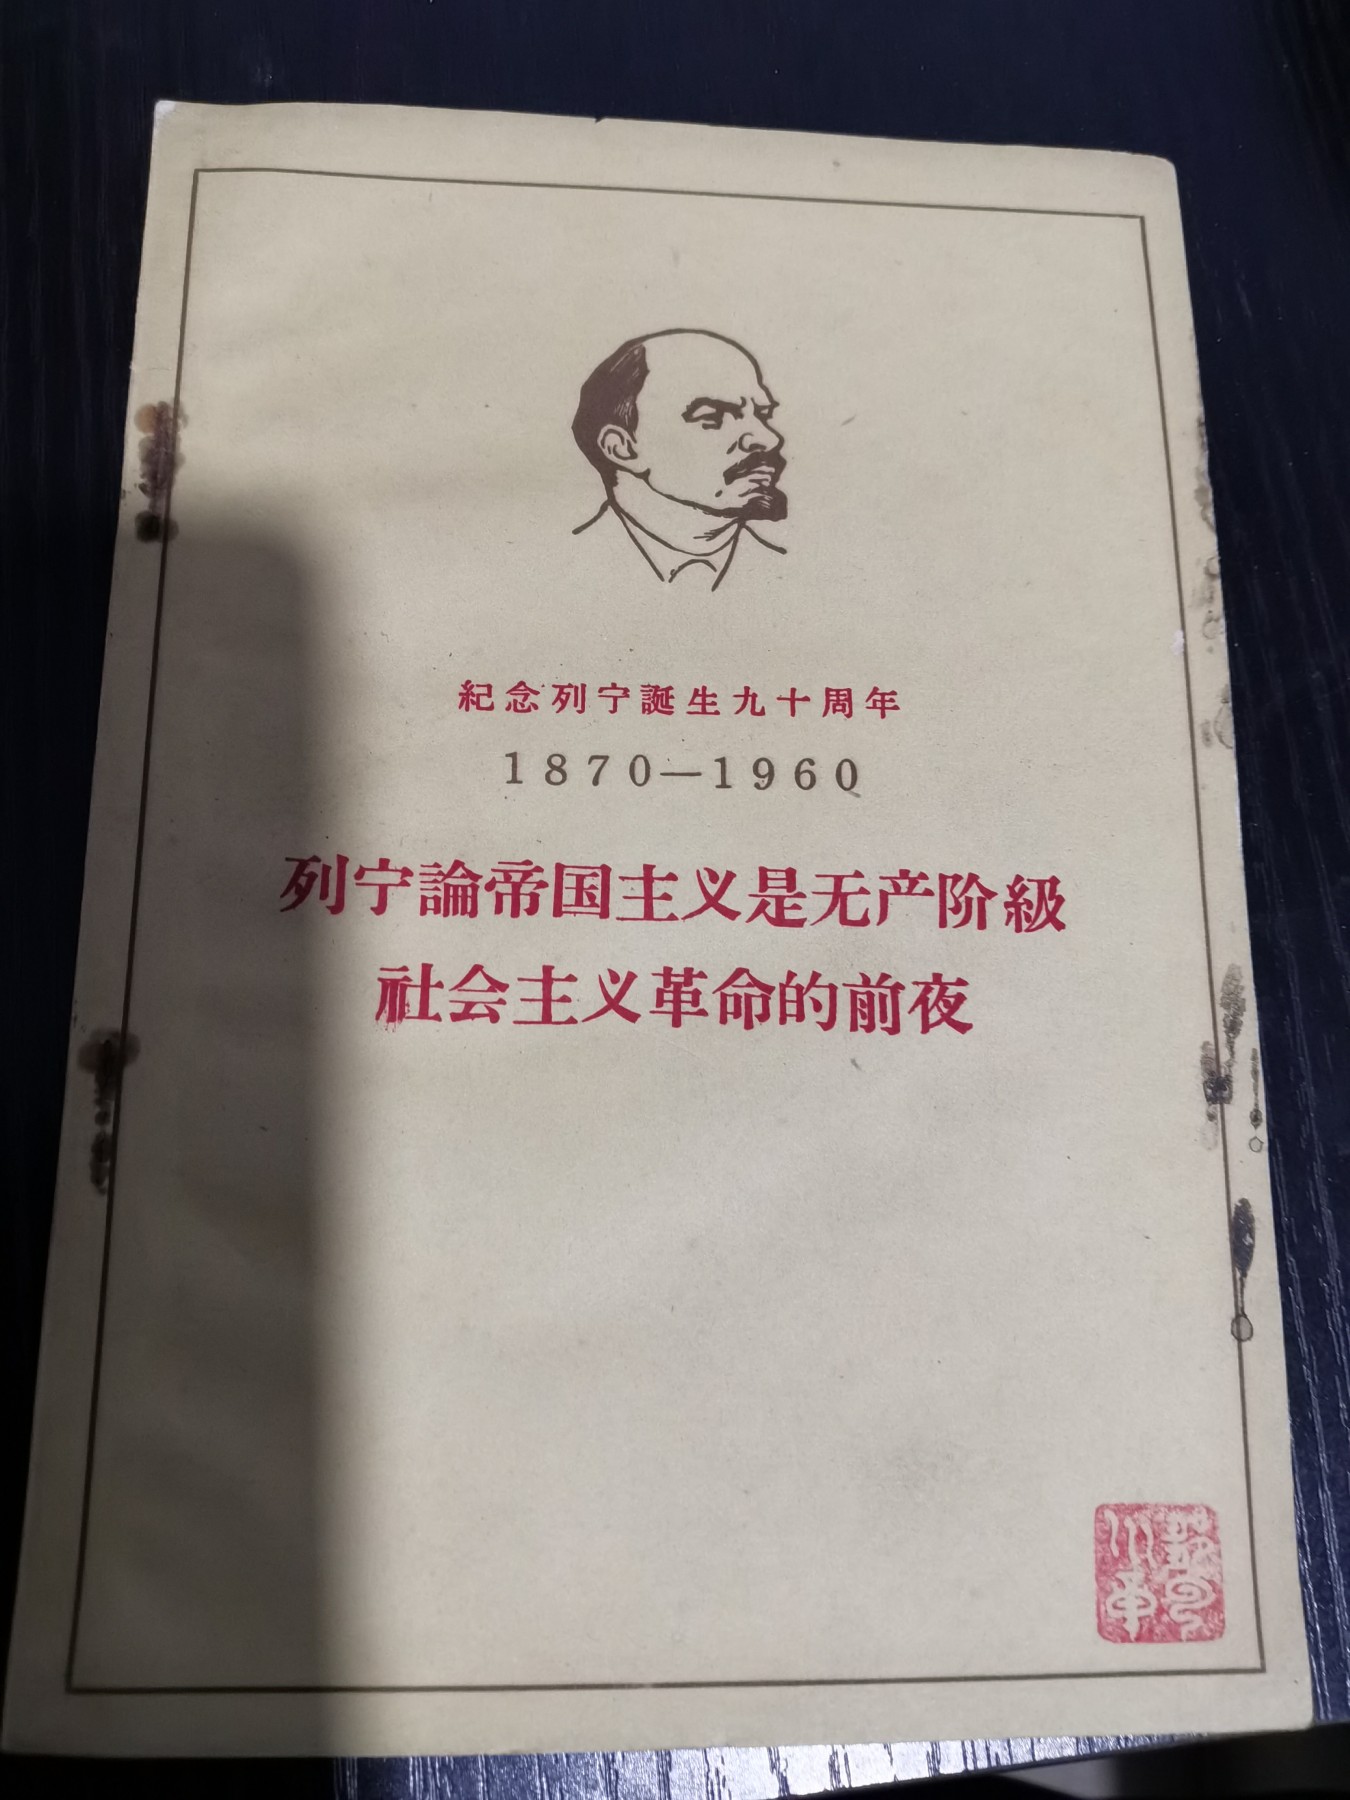 紀念列宁誕生九十周年
1870—1960
列宁論帝国主义是无产阶級
社会主义革命的前夜